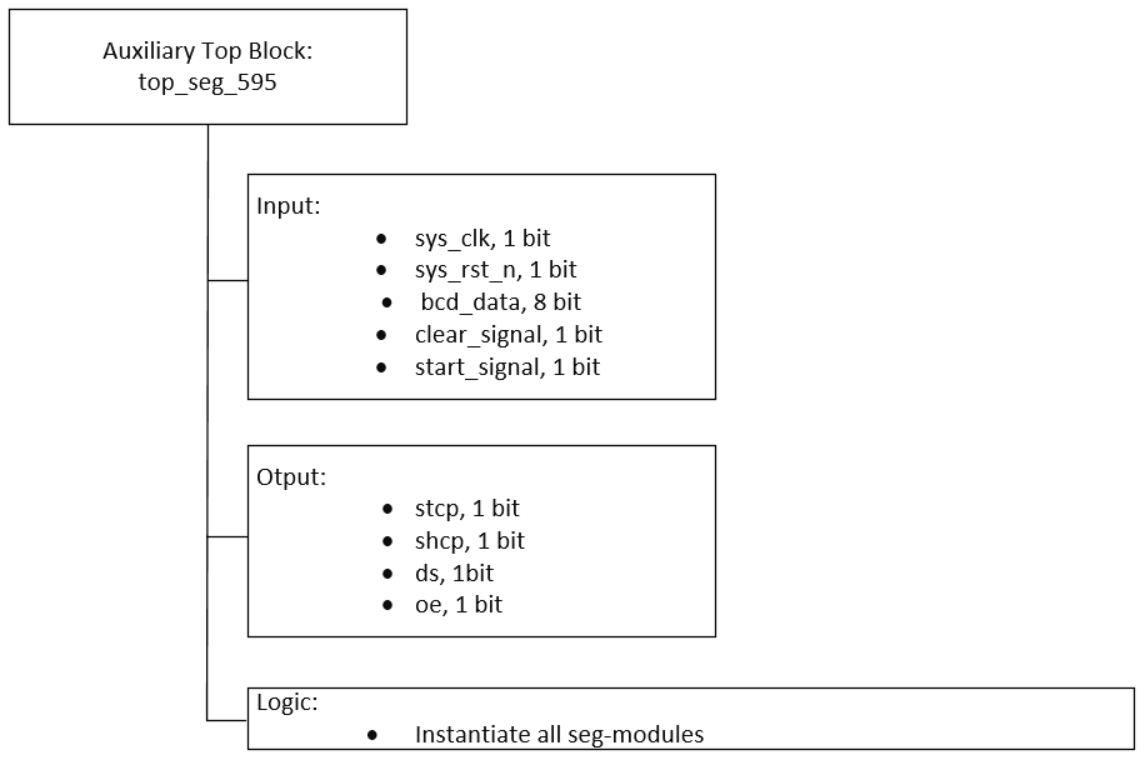 Auxiliary Top Block:
top_seg_595
Input:
• sys_clk, 1 bit
• sys_rst_n, 1 bit
• bcd_data, 8 bit
• clear_signal, 1 bit
• start_signal, 1 bit
Otput:
• stcp, 1 bit
• shcp, 1 bit
• ds, 1bit
• oe, 1 bit
Logic:
• Instantiate all seg-modules